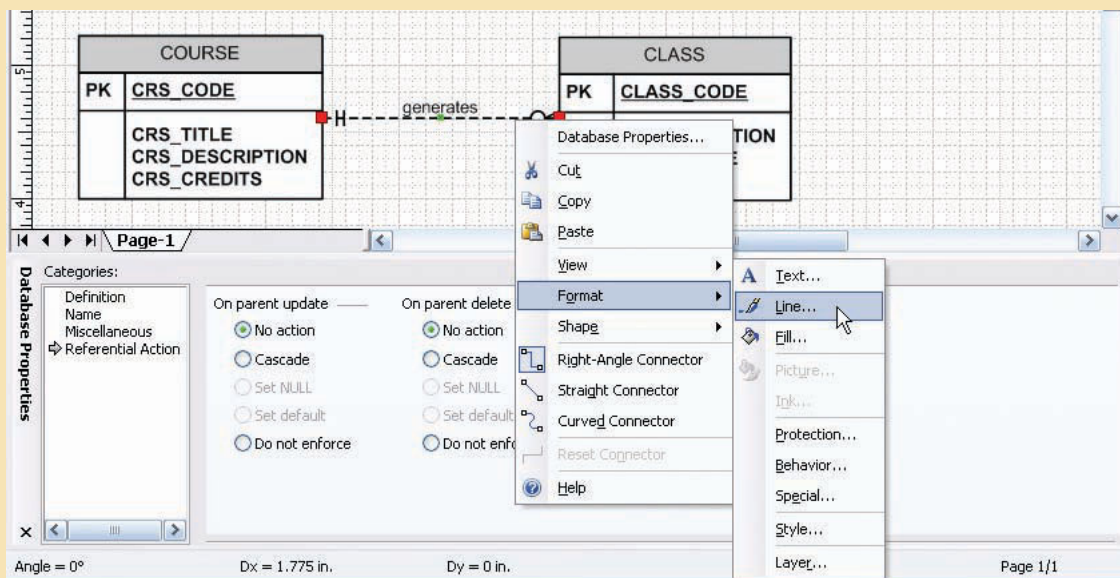 COURSE
PK CRS_CODE
CRS_TITLE
CRS_DESCRIPTION
CRS_CREDITS
generates
CLASS
PK CLASS_CODE
5
4
Page-1
Database Properties...
Cut
Copy
Paste
View
Format
Shape
Right-Angle Connector
Straight Connector
Curved Connector
Reset Connector
Help
Text...
Line...
Fill...
Picture...
Ink...
Protection...
Behavior...
Special...
Style...
Layer...
Database Properties
Categories:
Definition
Name
Miscellaneous
Referential Action
On parent update
No action
Cascade
Set NULL
Set default
Do not enforce
On parent delete
No action
Cascade
Set NULL
Set default
Do not
Angle = 0°
Dx = 1.775 in.
Dy = 0 in.
Page 1/1